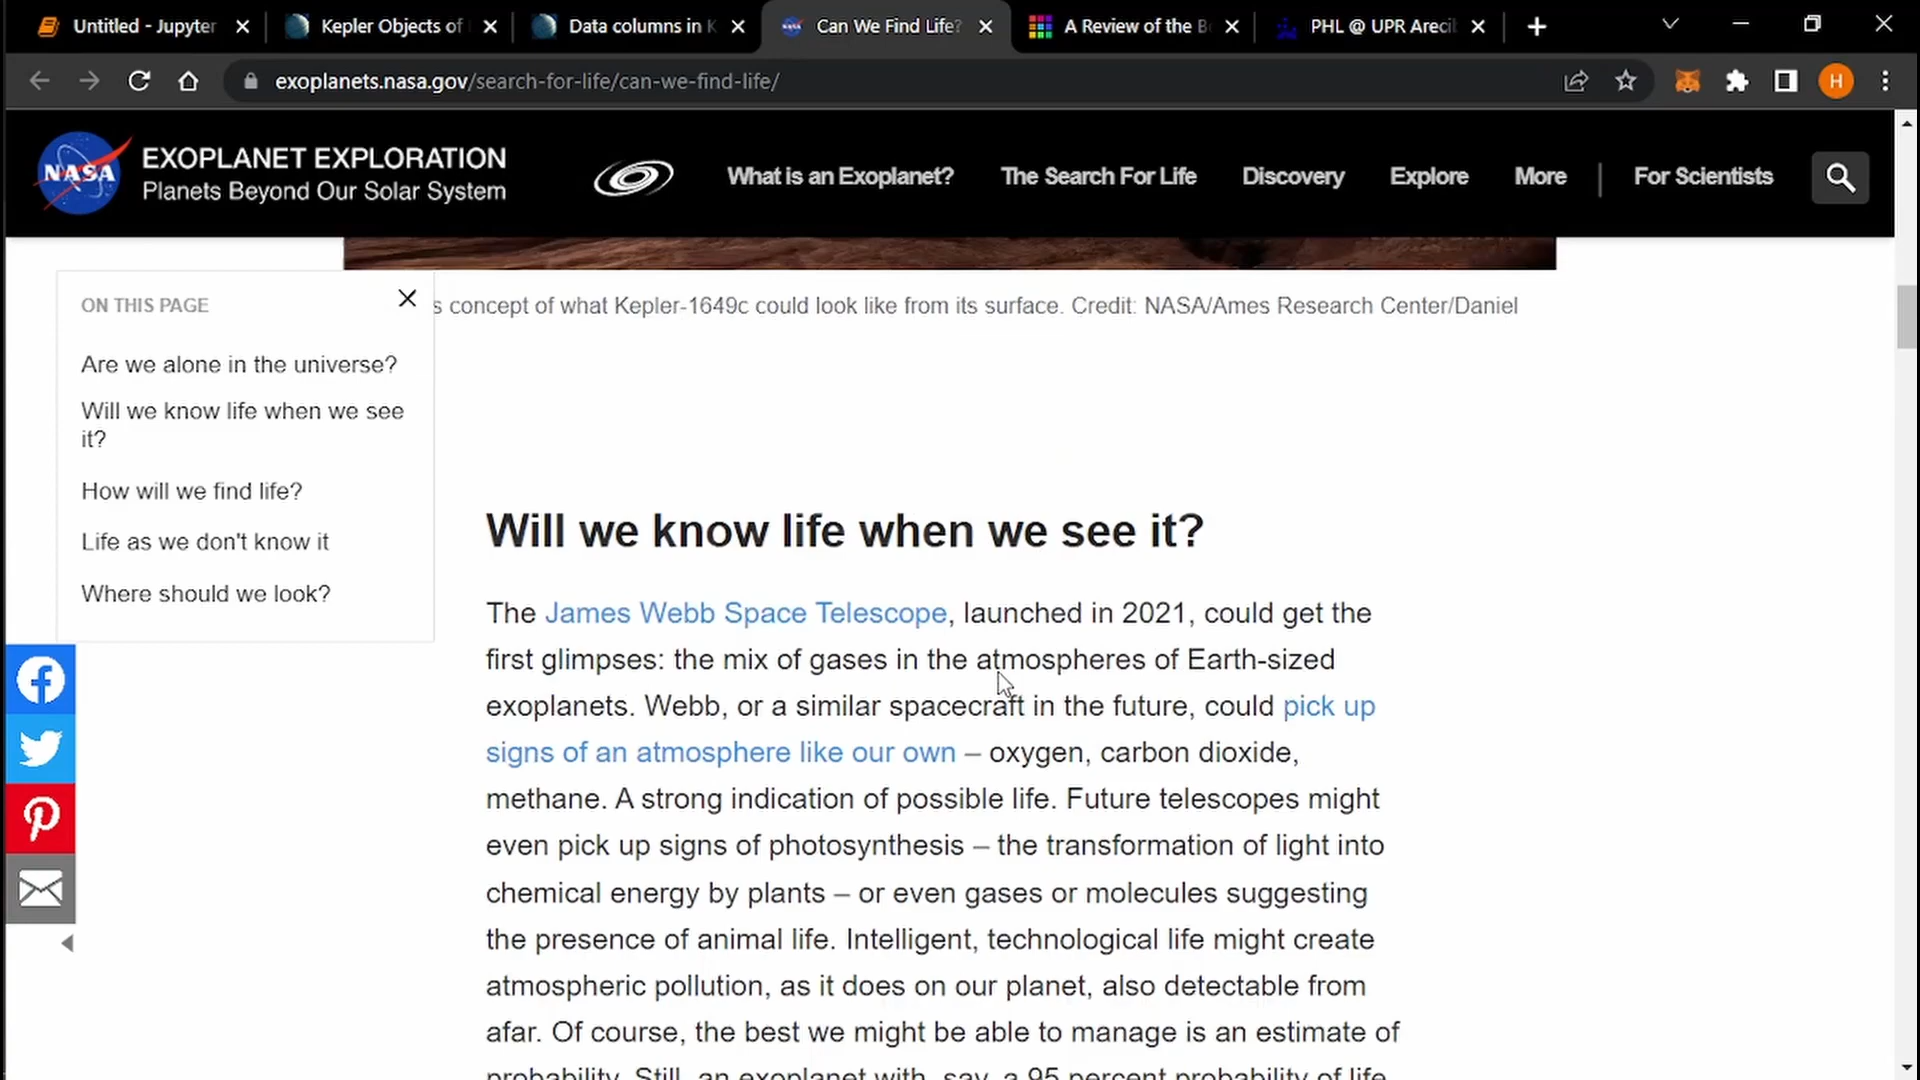 Untitled - Jupyter
Kepler Objects of
Data columns in K
Can We Find Life?
A Review of the Be
PHL @ UPR Areci
exoplanets.nasa.gov/search-for-life/can-we-find-life/
H
NASA
EXOPLANET EXPLORATION
Planets Beyond Our Solar System
What is an Exoplanet?
The Search For Life
Discovery
Explore
More
For Scientists
s concept of what Kepler-1649c could look like from its surface. Credit: NASA/Ames Research Center/Daniel
ON THIS PAGE
Are we alone in the universe?
Will we know life when we see
it?
How will we find life?
Life as we don't know it
Where should we look?
Will we know life when we see it?
The James Webb Space Telescope, launched in 2021, could get the
first glimpses: the mix of gases in the atmospheres of Earth-sized
exoplanets. Webb, or a similar spacecraft in the future, could pick up
signs of an atmosphere like our own – oxygen, carbon dioxide,
methane. A strong indication of possible life. Future telescopes might
even pick up signs of photosynthesis – the transformation of light into
chemical energy by plants – or even gases or molecules suggesting
the presence of animal life. Intelligent, technological life might create
atmospheric pollution, as it does on our planet, also detectable from
afar. Of course, the best we might be able to manage is an estimate of
probability. Still, an exoplanet with, say, a 95 percent probability of life